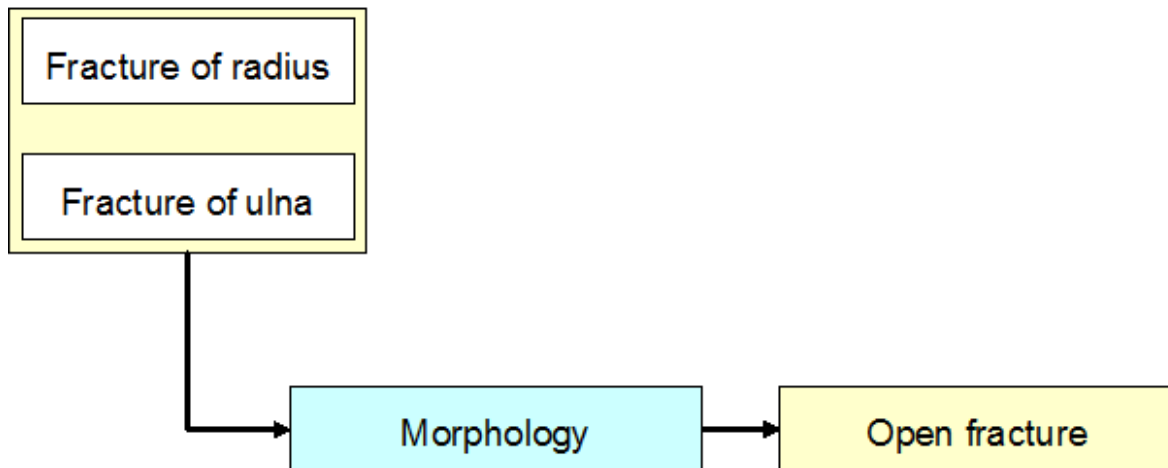 Fracture of radius
Fracture of ulna
Morphology
Open fracture